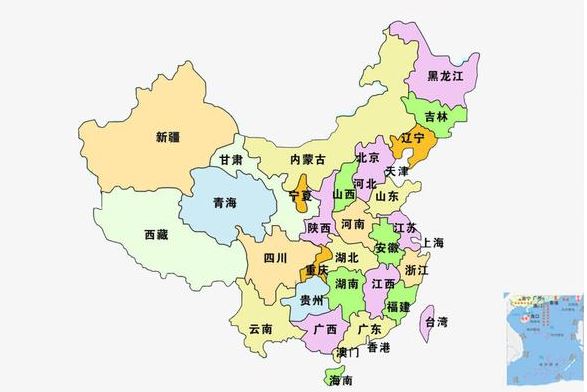 黑龙江
吉林
辽宁
新疆
甘肃
内蒙古
北京
天津
河北
宁夏
山西
山东
青海
陕西
河南
江苏
西藏
上海
安徽
四川
湖北
重庆
浙江
湖南
江西
贵州
福建
云南
广西
广东
台湾
香港
澳门
海南